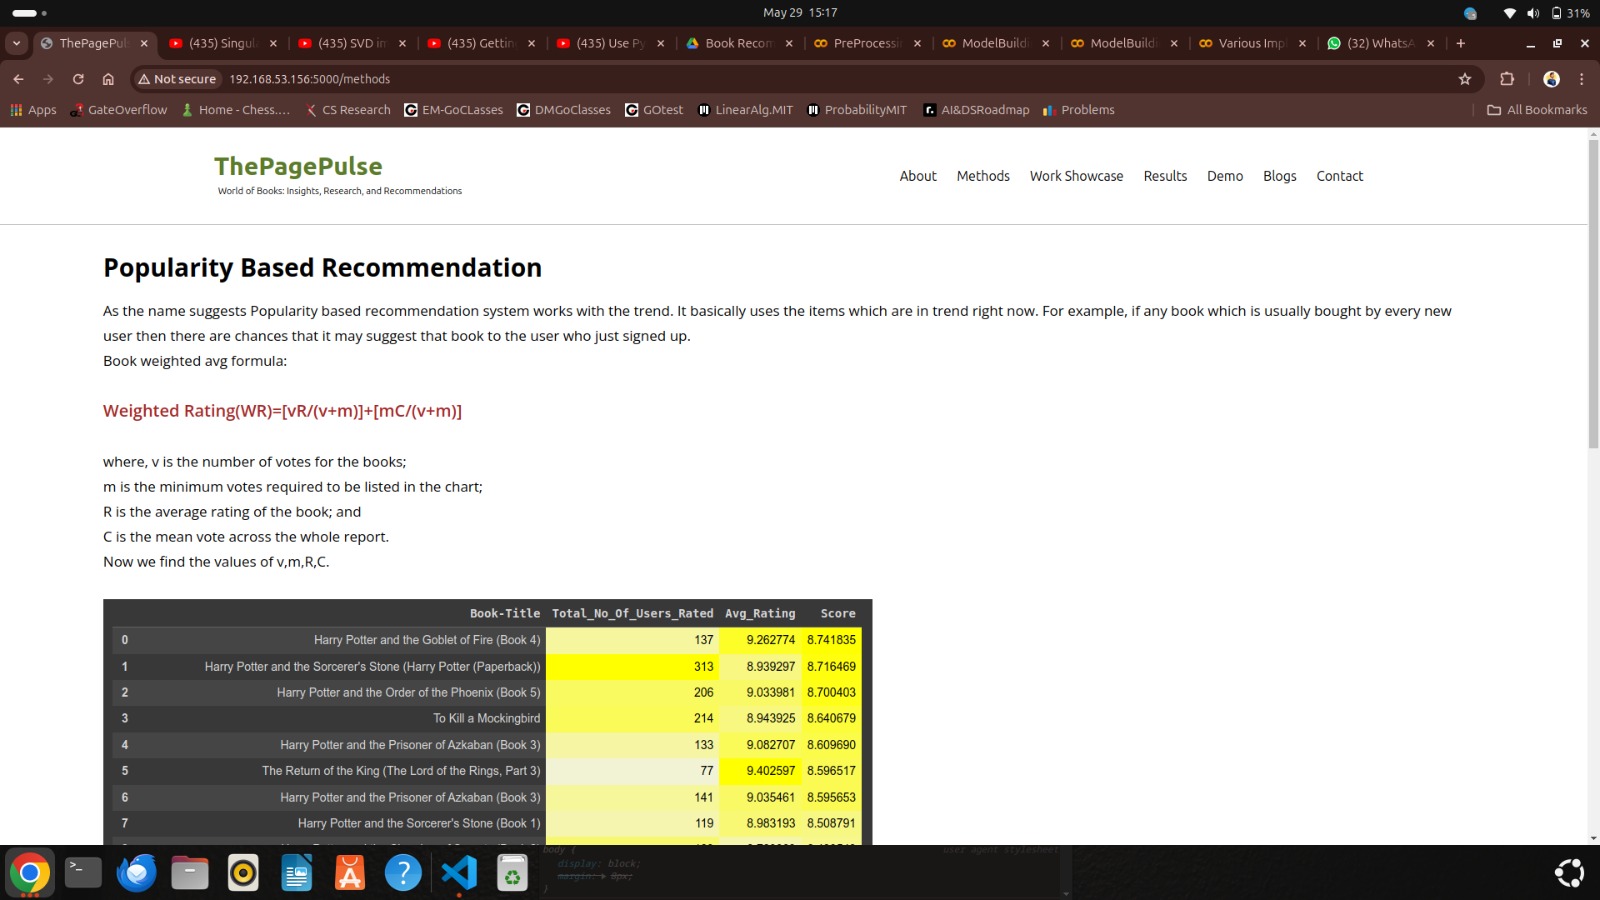 May 29 15:17
31%
ThePagePul
(435) Singul
(435) SVD in
(435) Gettin
(435) Use Py
Book Recom
PreProcessi
ModelBuildi
ModelBuildi
Various Imp
(32) WhatsA
Not secure 192.168.53.156:5000/methods
Apps GateOverflow Home - Chess.... CS Research EM-GoCLasses DMGoClasses GOtest LinearAlg.MIT ProbabilityMIT AI&DSRoadmap Problems All Bookmarks
ThePagePulse
World of Books: Insights, Research, and Recommendations
About Methods Work Showcase Results Demo Blogs Contact
Popularity Based Recommendation
As the name suggests Popularity based recommendation system works with the trend. It basically uses the items which are in trend right now. For example, if any book which is usually bought by every new
user then there are chances that it may suggest that book to the user who just signed up.
Book weighted avg formula:
Weighted Rating(WR)=[vR/(v+m)]+[mC/(v+m)]
where, v is the number of votes for the books;
m is the minimum votes required to be listed in the chart;
R is the average rating of the book; and
C is the mean vote across the whole report.
Now we find the values of v,m,R,C.
Book-Title Total_No_Of_Users_Rated Avg_Rating Score
0 Harry Potter and the Goblet of Fire (Book 4) 137 9.262774 8.741835
1 Harry Potter and the Sorcerer's Stone (Harry Potter (Paperback)) 313 8.939297 8.716469
2 Harry Potter and the Order of the Phoenix (Book 5) 206 9.033981 8.700403
3 To Kill a Mockingbird 214 8.943925 8.640679
4 Harry Potter and the Prisoner of Azkaban (Book 3) 133 9.082707 8.609690
5 The Return of the King (The Lord of the Rings, Part 3) 77 9.402597 8.596517
6 Harry Potter and the Prisoner of Azkaban (Book 3) 141 9.035461 8.595653
7 Harry Potter and the Sorcerer's Stone (Book 1) 119 8.983193 8.508791
body { user agent stylesheet
display: block;
margin: 8px;
}